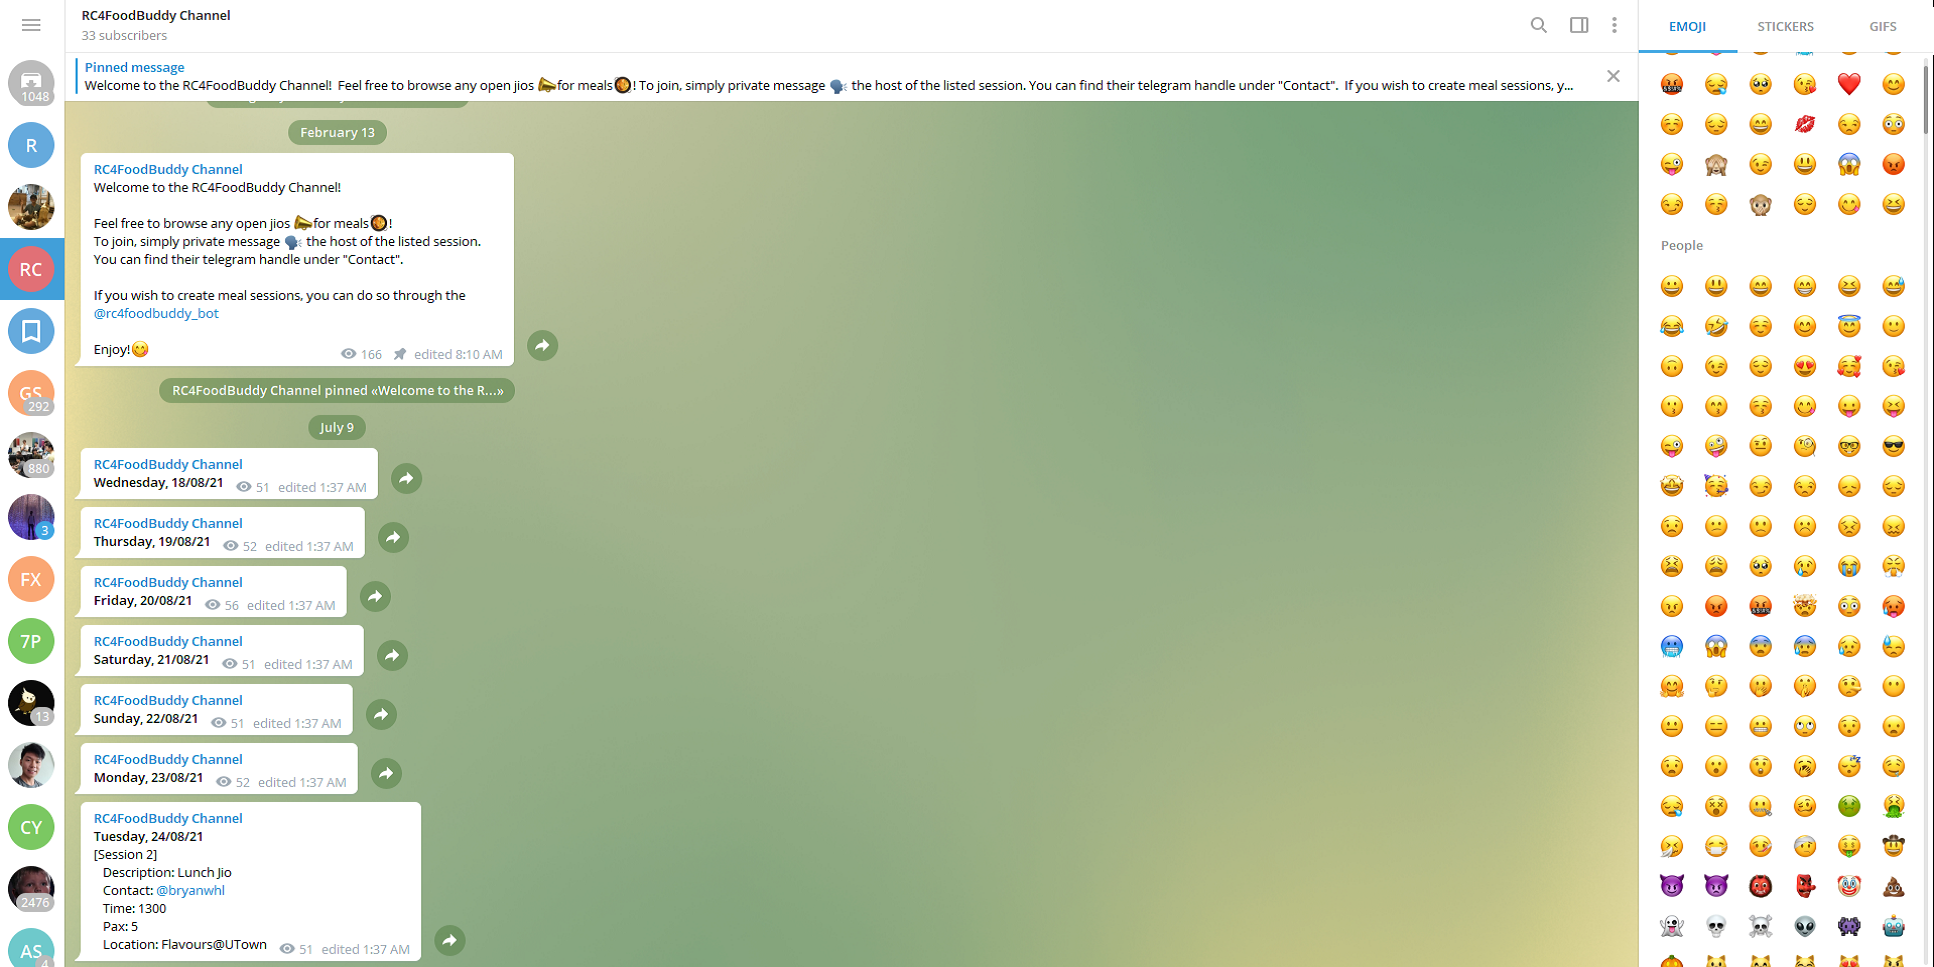 RC4FoodBuddy Channel
33 subscribers
EMOJI
STICKERS
GIFS
Pinned message
Welcome to the RC4FoodBuddy Channel! Feel free to browse any open jios 📣for meals🥘! To join, simply private message 🗣 the host of the listed session. You can find their telegram handle under "Contact". If you wish to create meal sessions, y...
February 13
RC4FoodBuddy Channel
Welcome to the RC4FoodBuddy Channel!
Feel free to browse any open jios 📣for meals🥘!
To join, simply private message 🗣 the host of the listed session.
You can find their telegram handle under "Contact".
If you wish to create meal sessions, you can do so through the
@rc4foodbuddy_bot
Enjoy!😋
166 edited 8:10 AM
RC4FoodBuddy Channel pinned «Welcome to the R...»
July 9
RC4FoodBuddy Channel
Wednesday, 18/08/21 51 edited 1:37 AM
RC4FoodBuddy Channel
Thursday, 19/08/21 52 edited 1:37 AM
RC4FoodBuddy Channel
Friday, 20/08/21 56 edited 1:37 AM
RC4FoodBuddy Channel
Saturday, 21/08/21 51 edited 1:37 AM
RC4FoodBuddy Channel
Sunday, 22/08/21 51 edited 1:37 AM
RC4FoodBuddy Channel
Monday, 23/08/21 52 edited 1:37 AM
RC4FoodBuddy Channel
Tuesday, 24/08/21
[Session 2]
Description: Lunch Jio
Contact: @bryanwhl
Time: 1300
Pax: 5
Location: Flavours@UTown 51 edited 1:37 AM
1048
R
RC
GS
292
880
3
FX
7P
13
CY
2476
AS
4
People